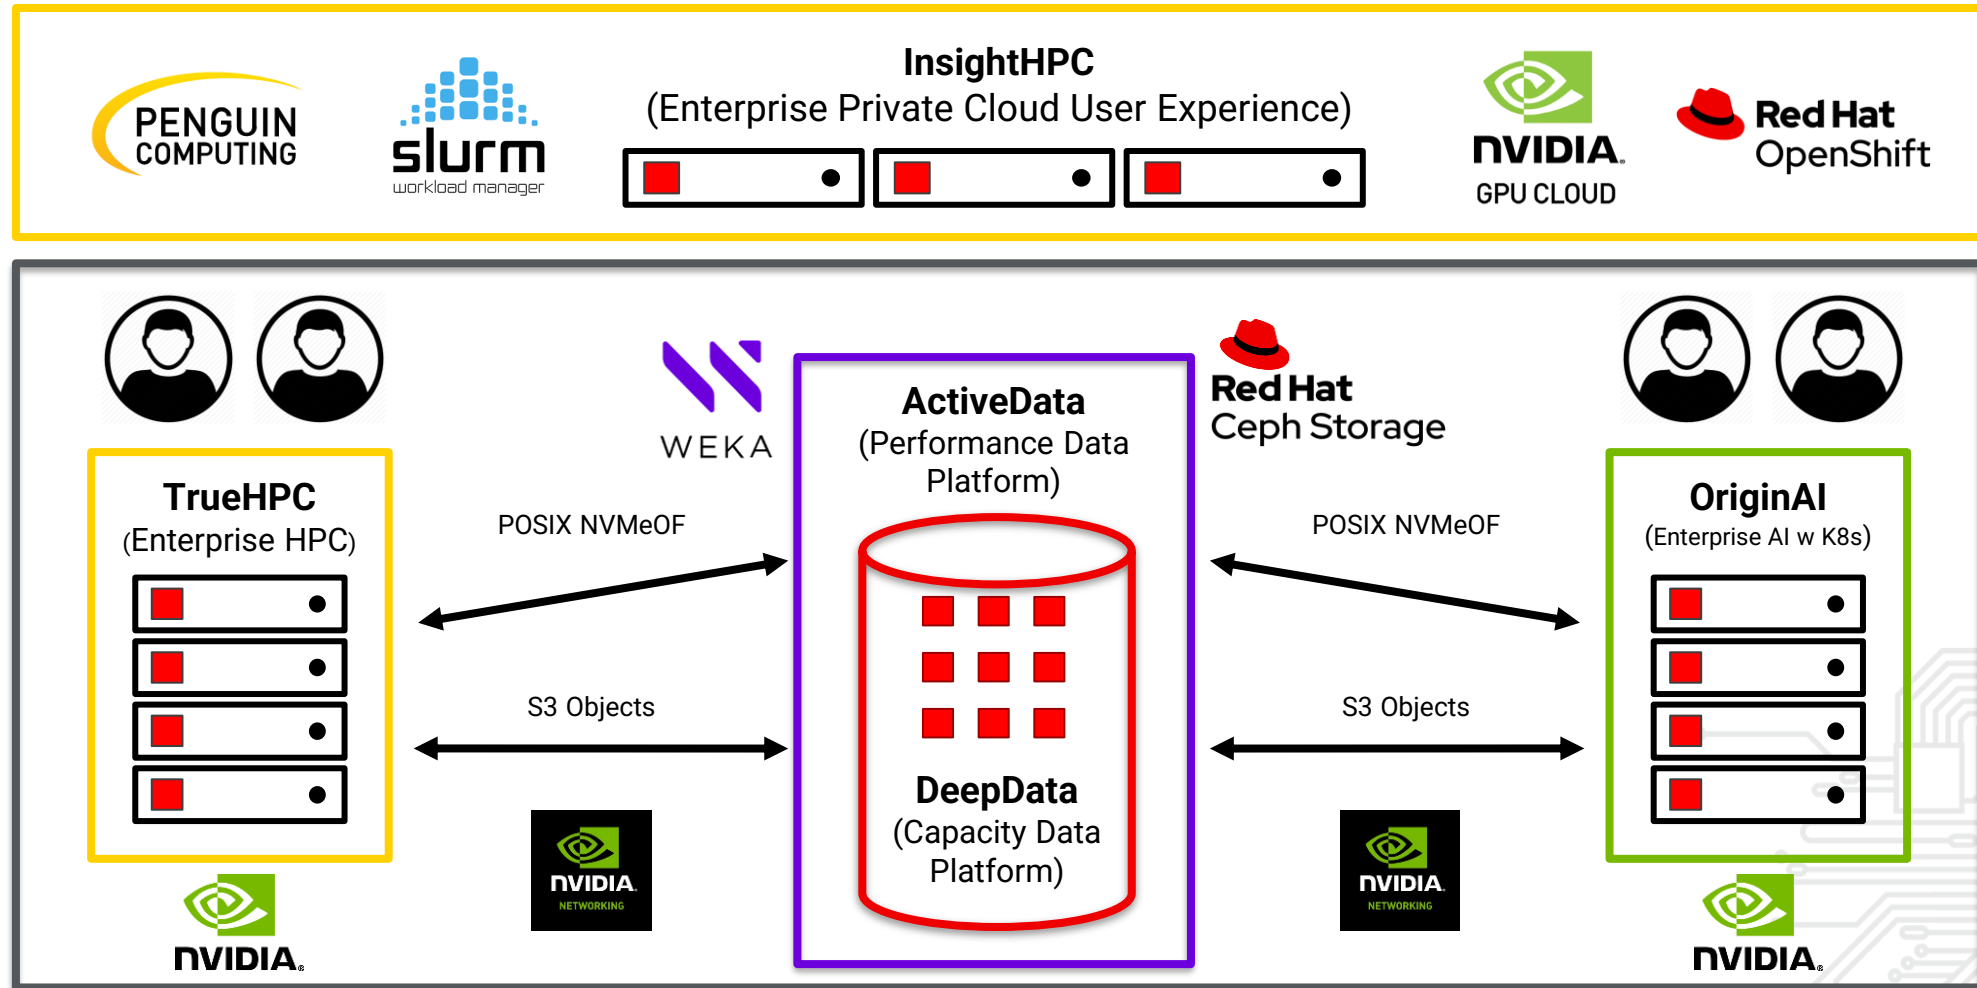 PENGUIN
COMPUTING
slurm
workload manager
InsightHPC
(Enterprise Private Cloud User Experience)
NVIDIA.
GPU CLOUD
Red Hat
OpenShift
WEKA
Red Hat
Ceph Storage
TrueHPC
(Enterprise HPC)
POSIX NVMeOF
S3 Objects
NVIDIA.
NETWORKING
NVIDIA®
ActiveData
(Performance Data
Platform)
DeepData
(Capacity Data
Platform)
POSIX NVMeOF
S3 Objects
NVIDIA.
NETWORKING
OriginAI
(Enterprise AI w K8s)
NVIDIA®